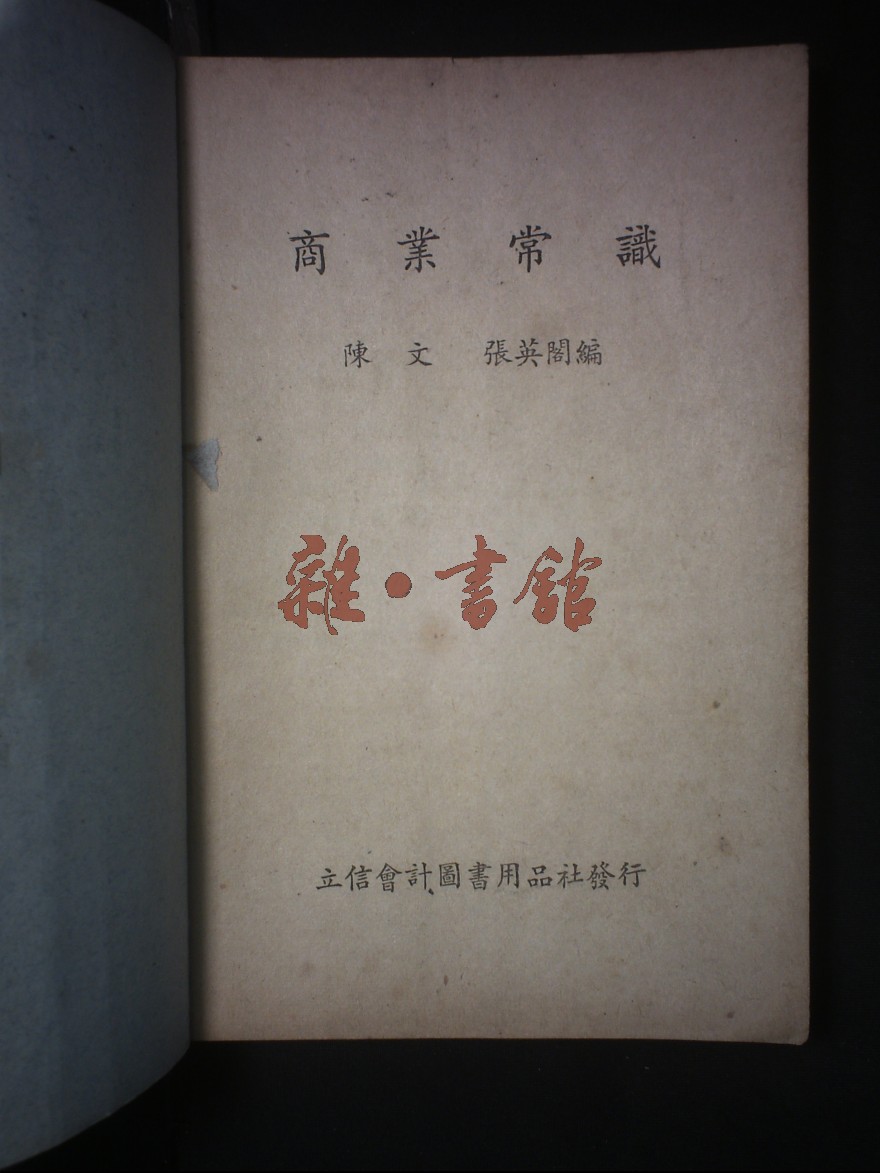 商業常識
陳文 張英閣編
雜·書館
立信會計圖書用品社發行